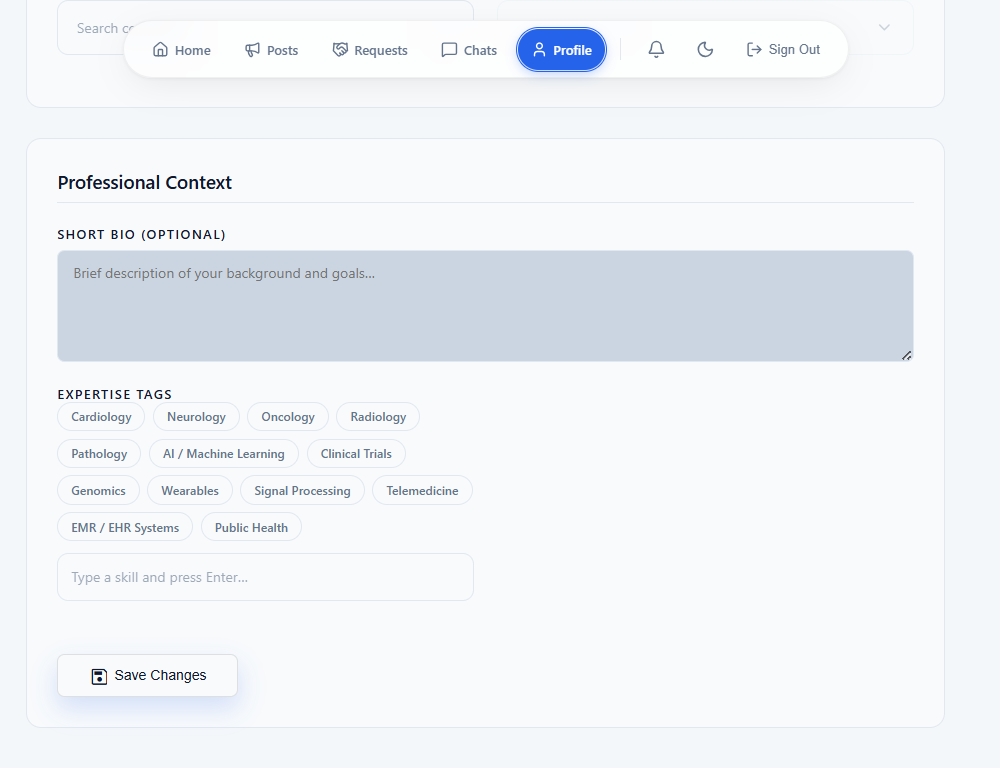 Search co
Home Posts Requests Chats Profile Sign Out
Professional Context
SHORT BIO (OPTIONAL)
Brief description of your background and goals...
EXPERTISE TAGS
Cardiology Neurology Oncology Radiology
Pathology AI / Machine Learning Clinical Trials
Genomics Wearables Signal Processing Telemedicine
EMR / EHR Systems Public Health
Type a skill and press Enter...
Save Changes